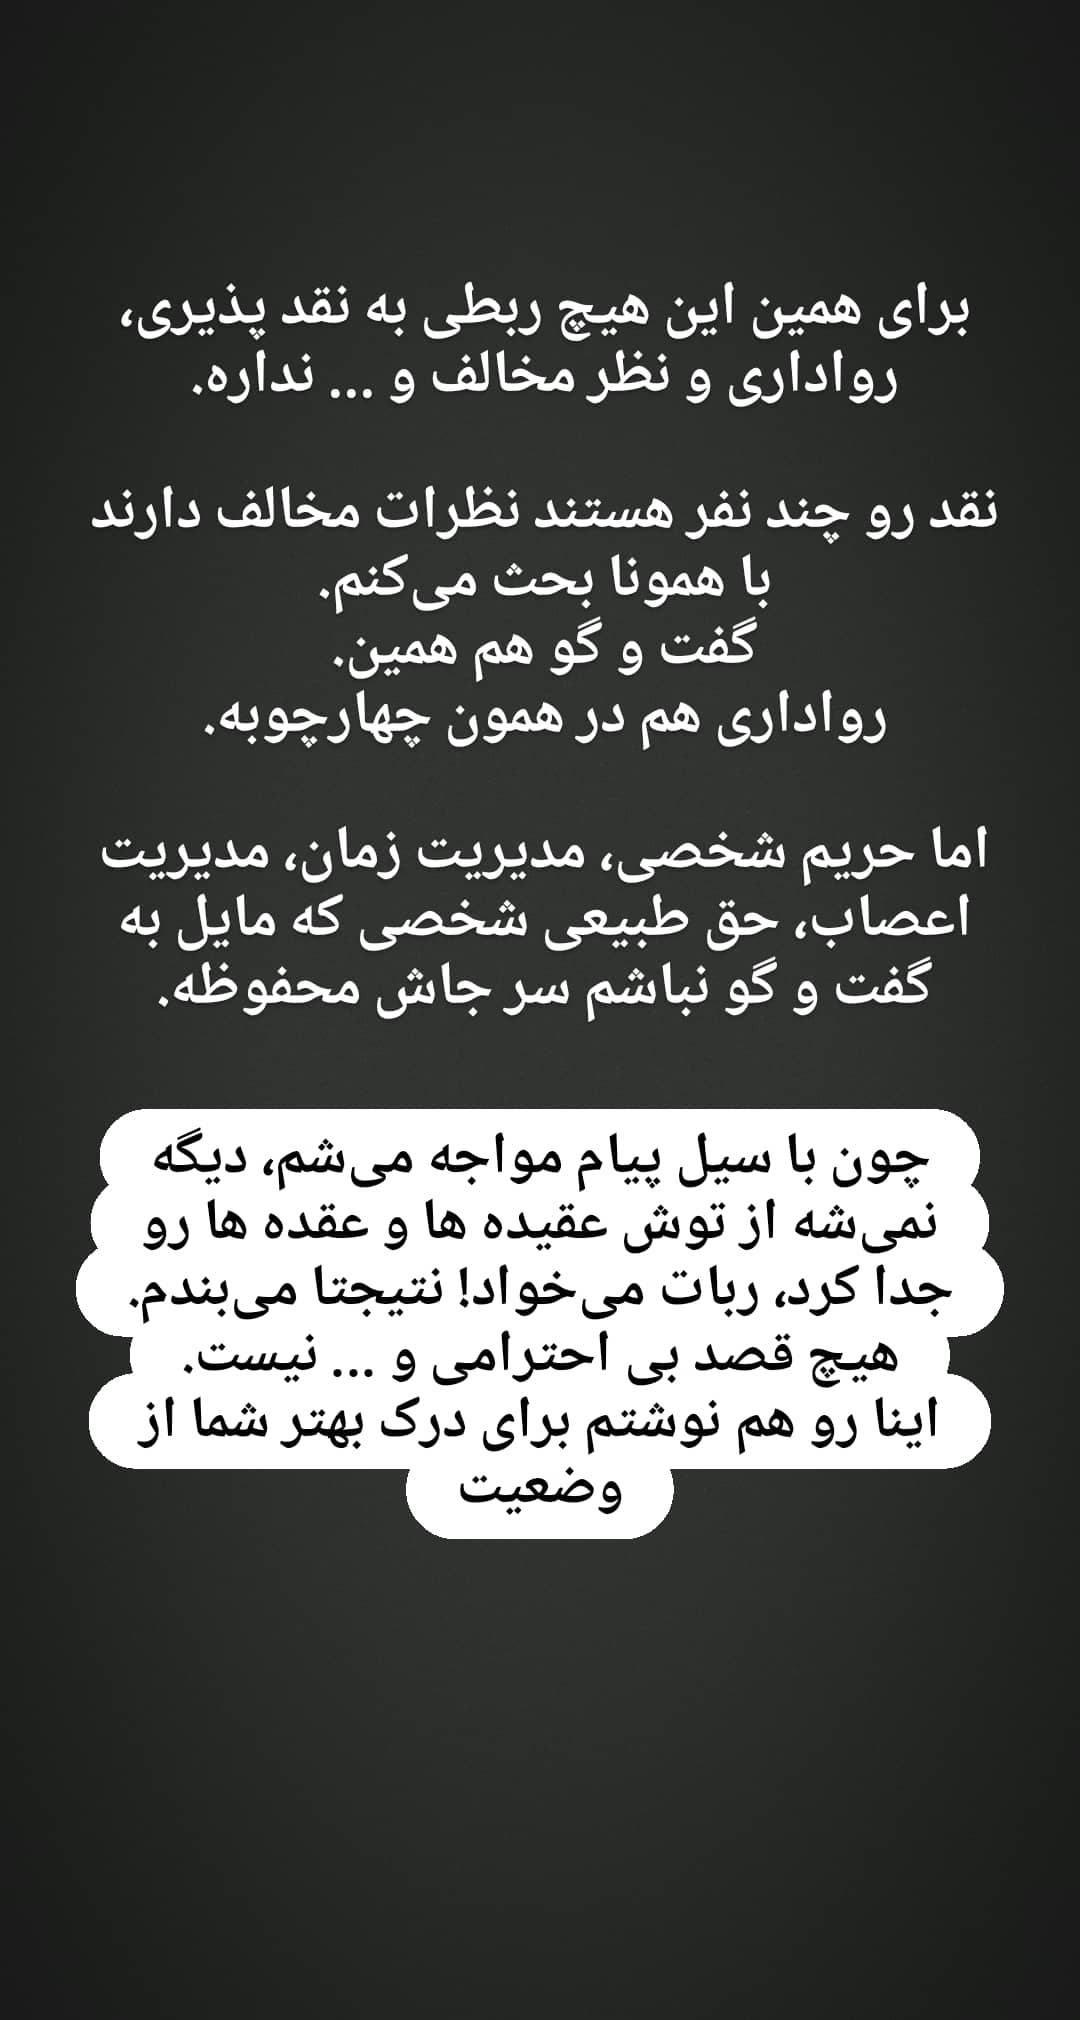 برای همین این هیچ ربطی به نقد پذیری،
رواداری و نظر مخالف و ... نداره.
نقد رو چند نفر هستند نظرات مخالف دارند
با همونا بحث می‌کنم.
گفت و گو هم همین.
رواداری هم در همون چهارچوبه.
اما حریم شخصی، مدیریت زمان، مدیریت
اعصاب، حق طبیعی شخصی که مایل به
گفت و گو نباشم سر جاش محفوظه.
چون با سیل پیام مواجه می‌شم، دیگه
نمی‌شه از توش عقیده ها و عقده ها رو
جدا کرد، ربات می‌خواد! نتیجتا می‌بندم.
هیچ قصد بی احترامی و ... نیست.
اینا رو هم نوشتم برای درک بهتر شما از
وضعیت